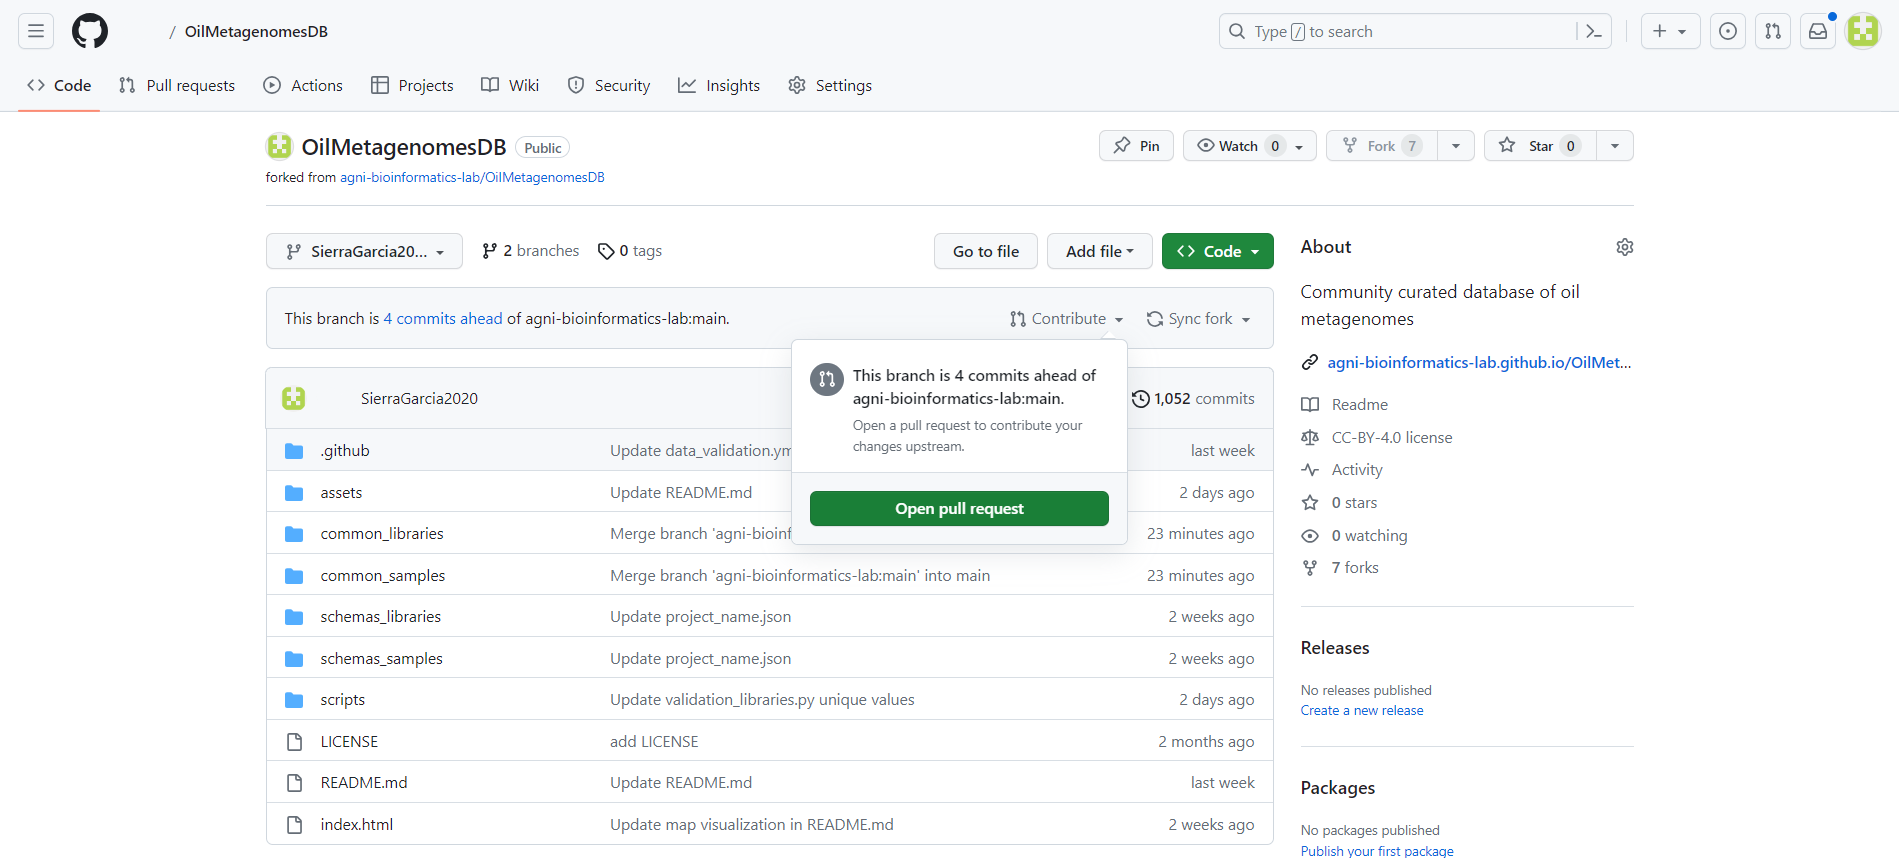 / OilMetagenomesDB
Type / to search
Code Pull requests Actions Projects Wiki Security Insights Settings
OilMetagenomesDB Public
Pin Watch 0 Fork 7 Star 0
forked from agni-bioinformatics-lab/OilMetagenomesDB
SierraGarcia20... 2 branches 0 tags Go to file Add file Code
This branch is 4 commits ahead of agni-bioinformatics-lab:main. Contribute Sync fork
This branch is 4 commits ahead of
agni-bioinformatics-lab:main.
Open a pull request to contribute your
changes upstream.
Open pull request
SierraGarcia2020 1,052 commits
.github Update data_validation.ym last week
assets Update README.md 2 days ago
common_libraries Merge branch 'agni-bioinf 23 minutes ago
common_samples Merge branch 'agni-bioinformatics-lab:main' into main 23 minutes ago
schemas_libraries Update project_name.json 2 weeks ago
schemas_samples Update project_name.json 2 weeks ago
scripts Update validation_libraries.py unique values 2 days ago
LICENSE add LICENSE 2 months ago
README.md Update README.md last week
index.html Update map visualization in README.md 2 weeks ago
About
Community curated database of oil
metagenomes
agni-bioinformatics-lab.github.io/OilMet...
Readme
CC-BY-4.0 license
Activity
0 stars
0 watching
7 forks
Releases
No releases published
Create a new release
Packages
No packages published
Publish your first package